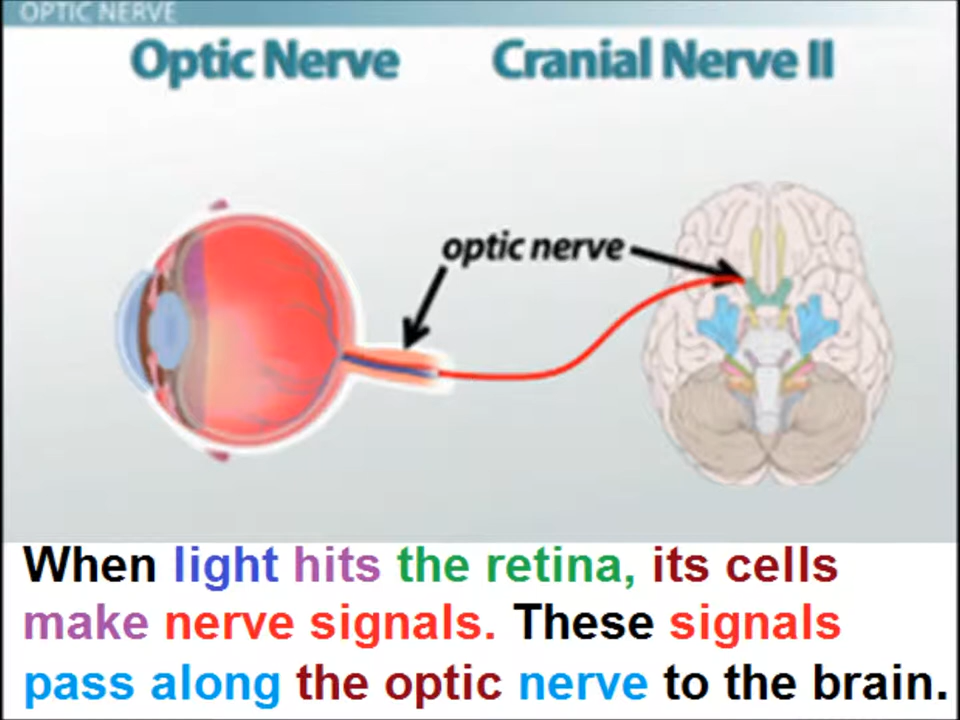 OPTIC NERVE
Optic Nerve Cranial Nerve II
optic nerve
When light hits the retina, its cells
make nerve signals. These signals
pass along the optic nerve to the brain.